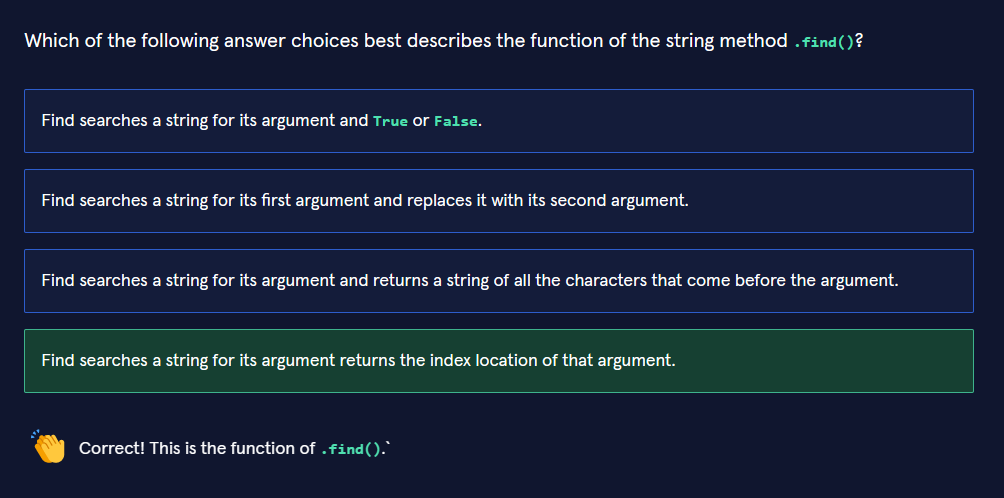 Which of the following answer choices best describes the function of the string method .find()?
Find searches a string for its argument and True or False.
Find searches a string for its first argument and replaces it with its second argument.
Find searches a string for its argument and returns a string of all the characters that come before the argument.
Find searches a string for its argument returns the index location of that argument.
Correct! This is the function of .find().`